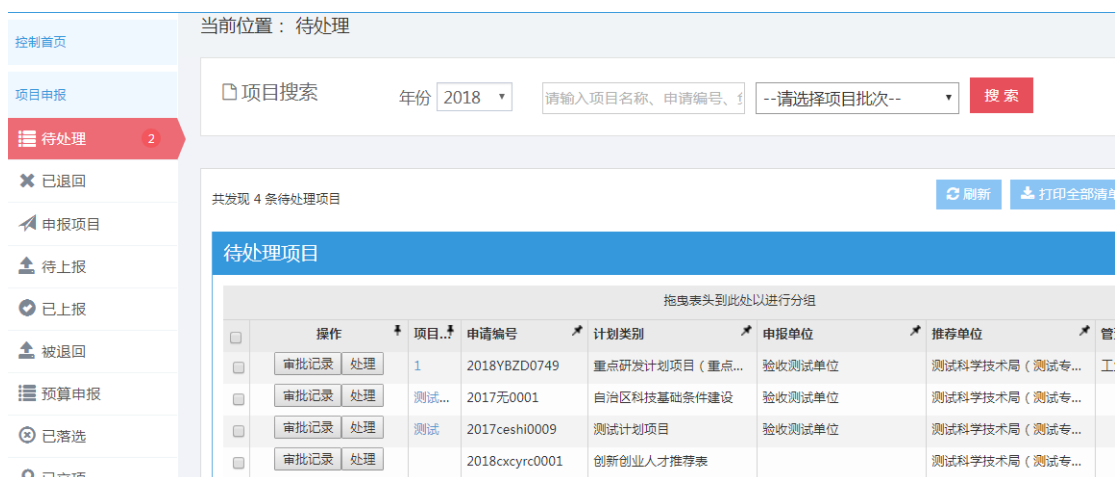 当前位置： 待处理
控制首页
项目申报
待处理 2
已退回
申报项目
待上报
已上报
被退回
预算申报
已落选
已立项
项目搜索 年份 2018 请输入项目名称、申请编号、 --请选择项目批次-- 搜 索
共发现 4 条待处理项目 刷新 打印全部清单
待处理项目
拖曳表头到此处以进行分组
操作 项目... 申请编号 计划类别 申报单位 推荐单位 管
审批记录 处理 1 2018YBZD0749 重点研发计划项目（重点... 验收测试单位 测试科学技术局（测试专... 工
审批记录 处理 测试... 2017无0001 自治区科技基础条件建设 验收测试单位 测试科学技术局（测试专...
审批记录 处理 测试 2017ceshi0009 测试计划项目 验收测试单位 测试科学技术局（测试专...
审批记录 处理 2018cxcyrc0001 创新创业人才推荐表 测试科学技术局（测试专...